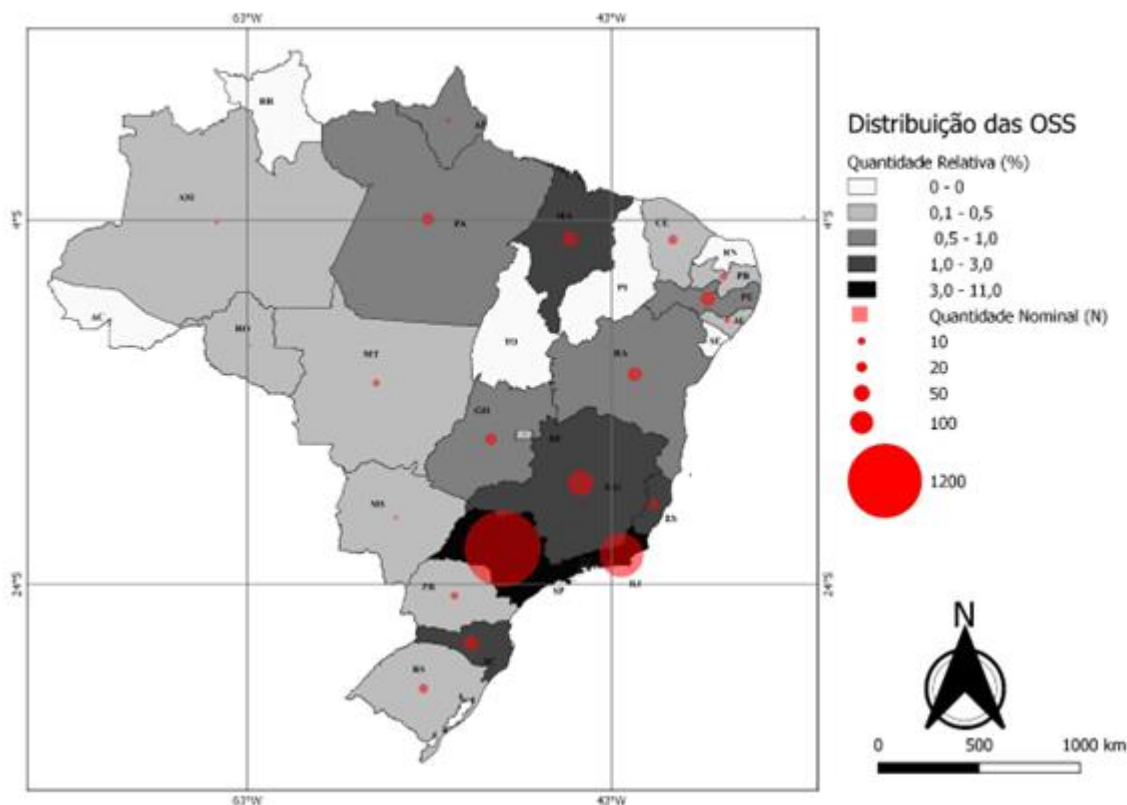 63°W
43°W
RR
AP
4°S
4°S
AM
PA
MA
CE
RN
PB
PI
PE
AC
AL
TO
SE
RO
BA
MT
GO
DF
MG
MS
ES
RJ
SP
24°S
24°S
PR
SC
RS
63°W
43°W
Distribuição das OSS
Quantidade Relativa (%)
0 - 0
0,1 - 0,5
0,5 - 1,0
1,0 - 3,0
3,0 - 11,0
Quantidade Nominal (N)
10
20
50
100
1200
N
0 500 1000 km